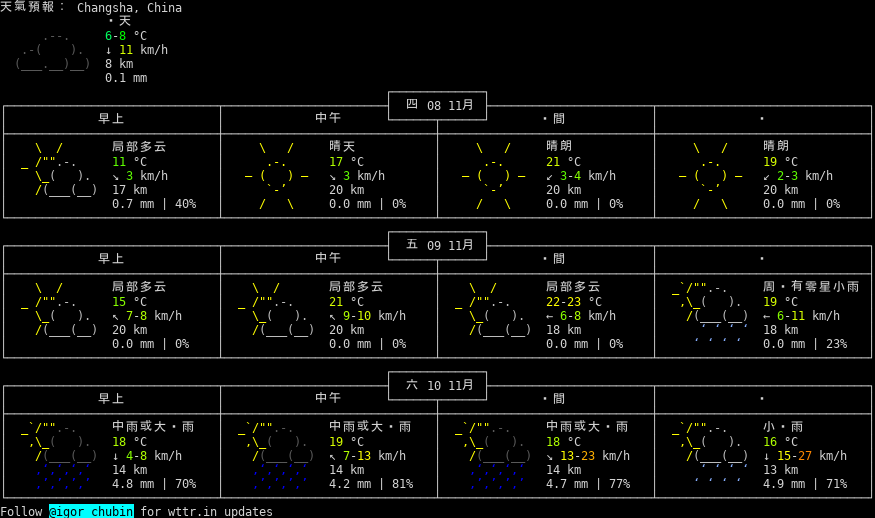 天氣預報： Changsha, China
・天
6-8 °C
↓ 11 km/h
8 km
0.1 mm
四 08 11月
早上 中午 ・間 ・
局部多云 晴天 晴朗 晴朗
11 °C 17 °C 21 °C 19 °C
↘ 3 km/h ↘ 3 km/h ↙ 3-4 km/h ↙ 2-3 km/h
17 km 20 km 20 km 20 km
0.7 mm | 40% 0.0 mm | 0% 0.0 mm | 0% 0.0 mm | 0%
五 09 11月
早上 中午 ・間 ・
局部多云 局部多云 局部多云 周・有零星小雨
15 °C 21 °C 22-23 °C 19 °C
↖ 7-8 km/h ↖ 9-10 km/h ← 6-8 km/h ← 6-11 km/h
20 km 20 km 18 km 18 km
0.0 mm | 0% 0.0 mm | 0% 0.0 mm | 0% 0.0 mm | 23%
六 10 11月
早上 中午 ・間 ・
中雨或大・雨 中雨或大・雨 中雨或大・雨 小・雨
18 °C 19 °C 18 °C 16 °C
↓ 4-8 km/h ↖ 7-13 km/h ↘ 13-23 km/h ↓ 15-27 km/h
14 km 14 km 14 km 13 km
4.8 mm | 70% 4.2 mm | 81% 4.7 mm | 77% 4.9 mm | 71%
Follow @igor_chubin for wttr.in updates